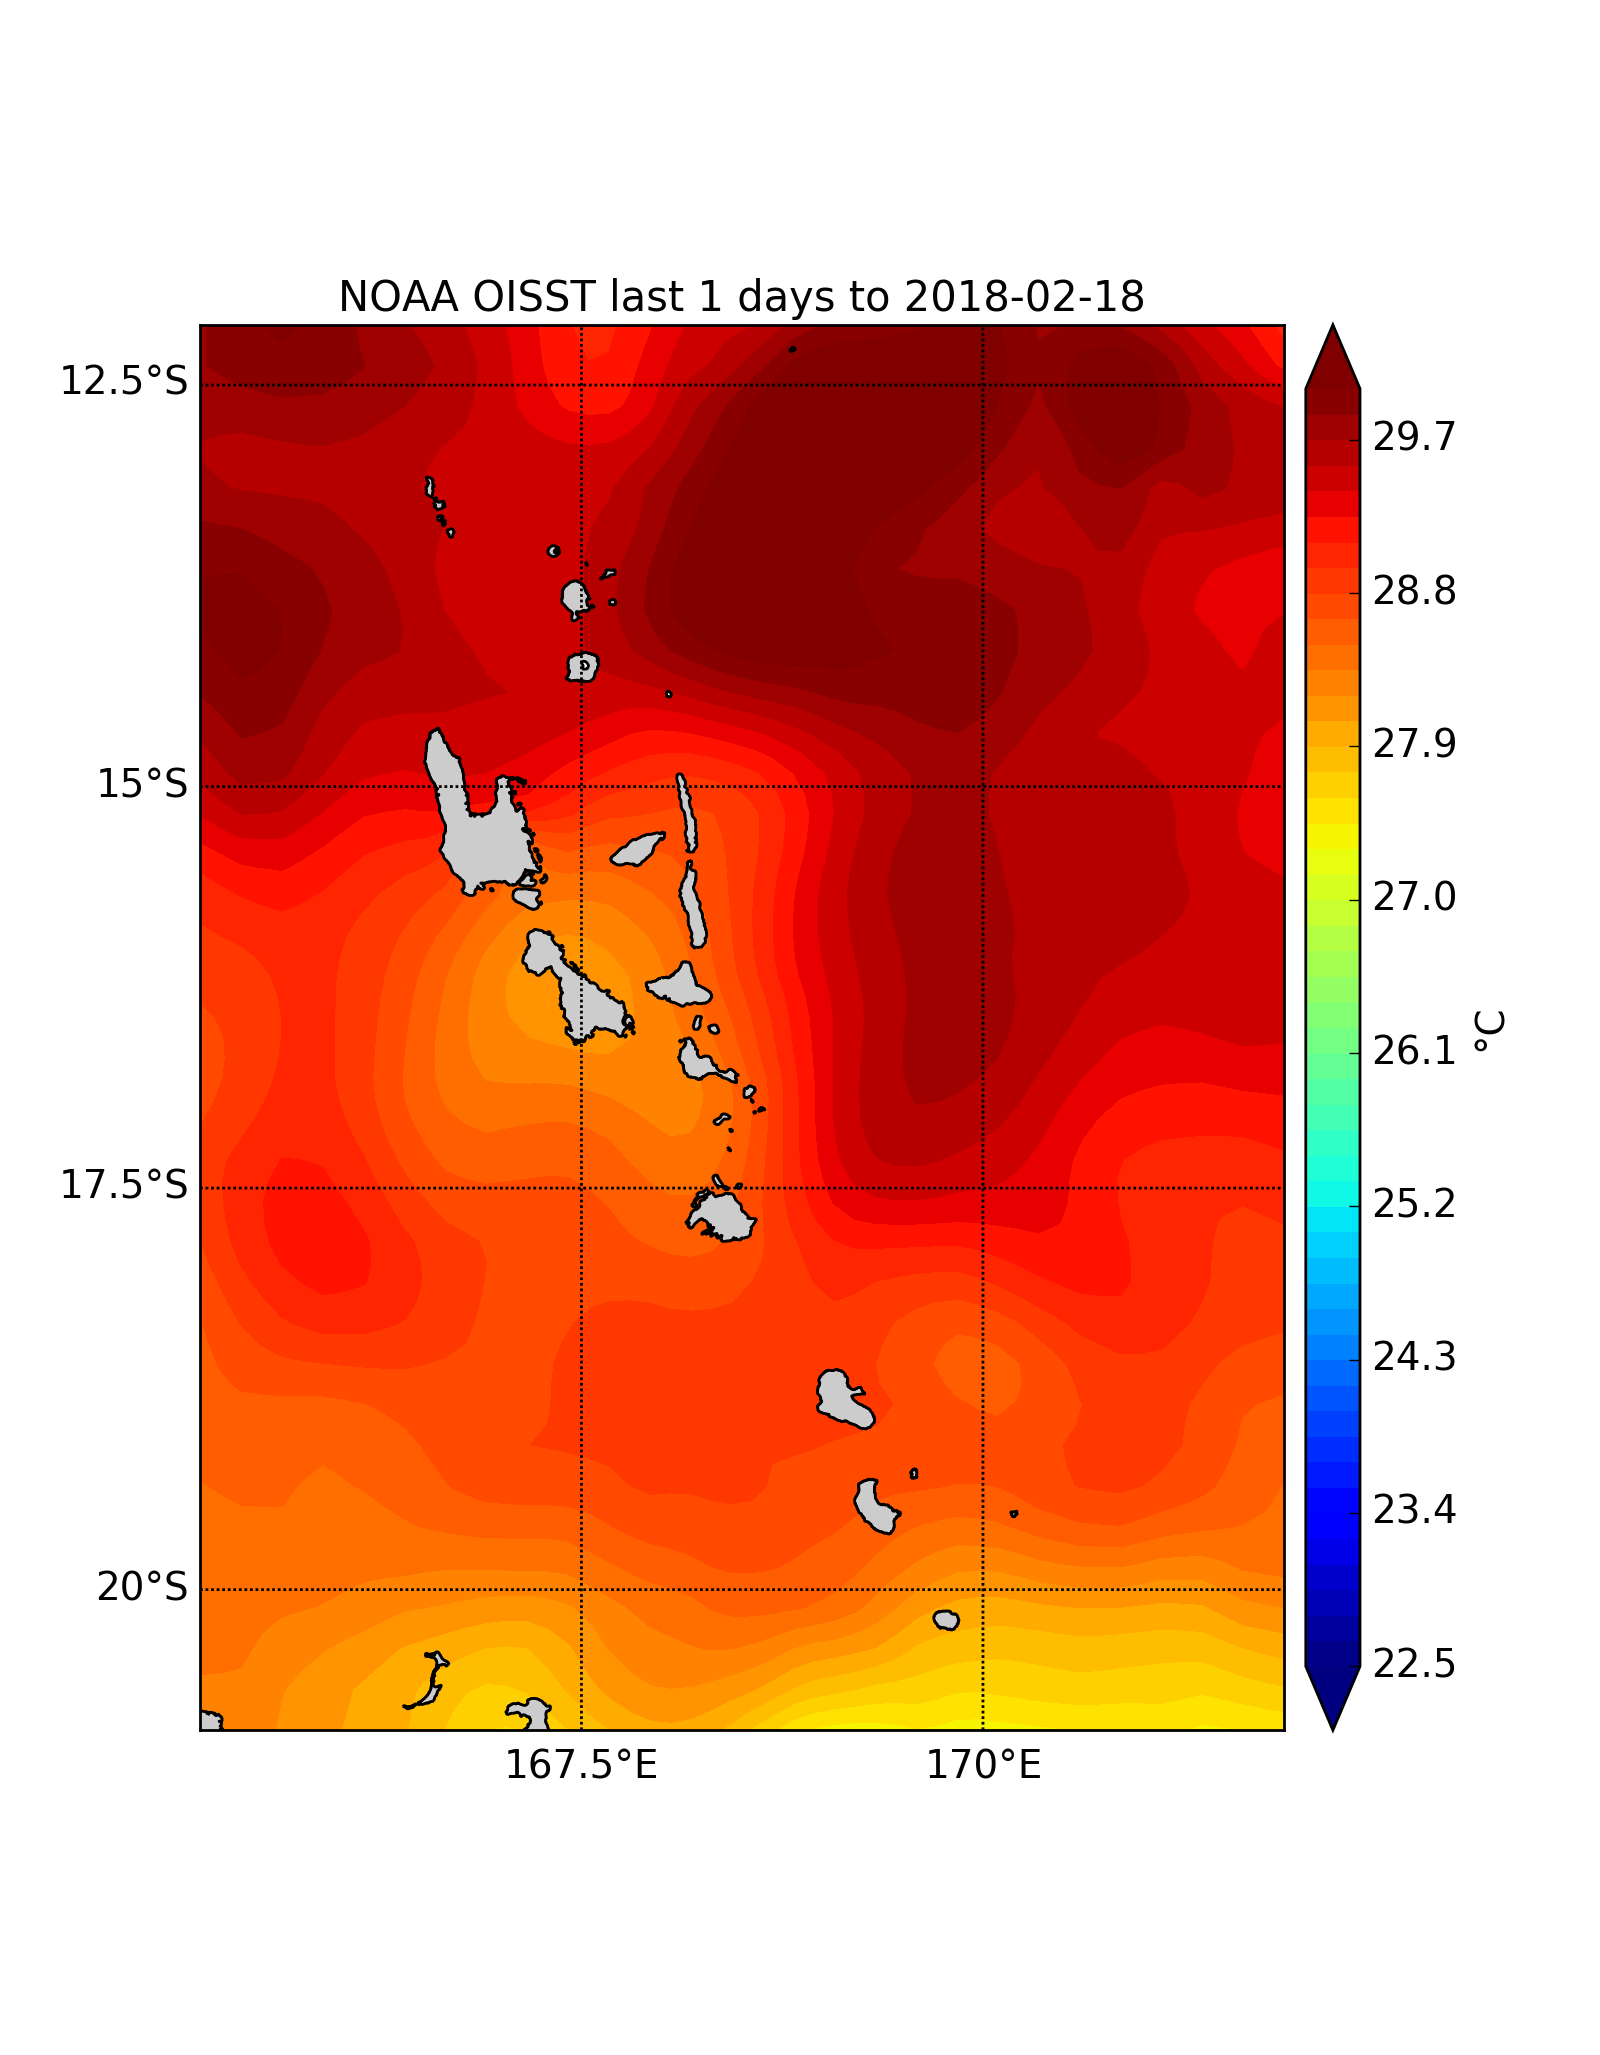 NOAA OISST last 1 days to 2018-02-18
12.5°S
15°S
17.5°S
20°S
167.5°E
170°E
29.7
28.8
27.9
27.0
26.1
25.2
24.3
23.4
22.5
°C